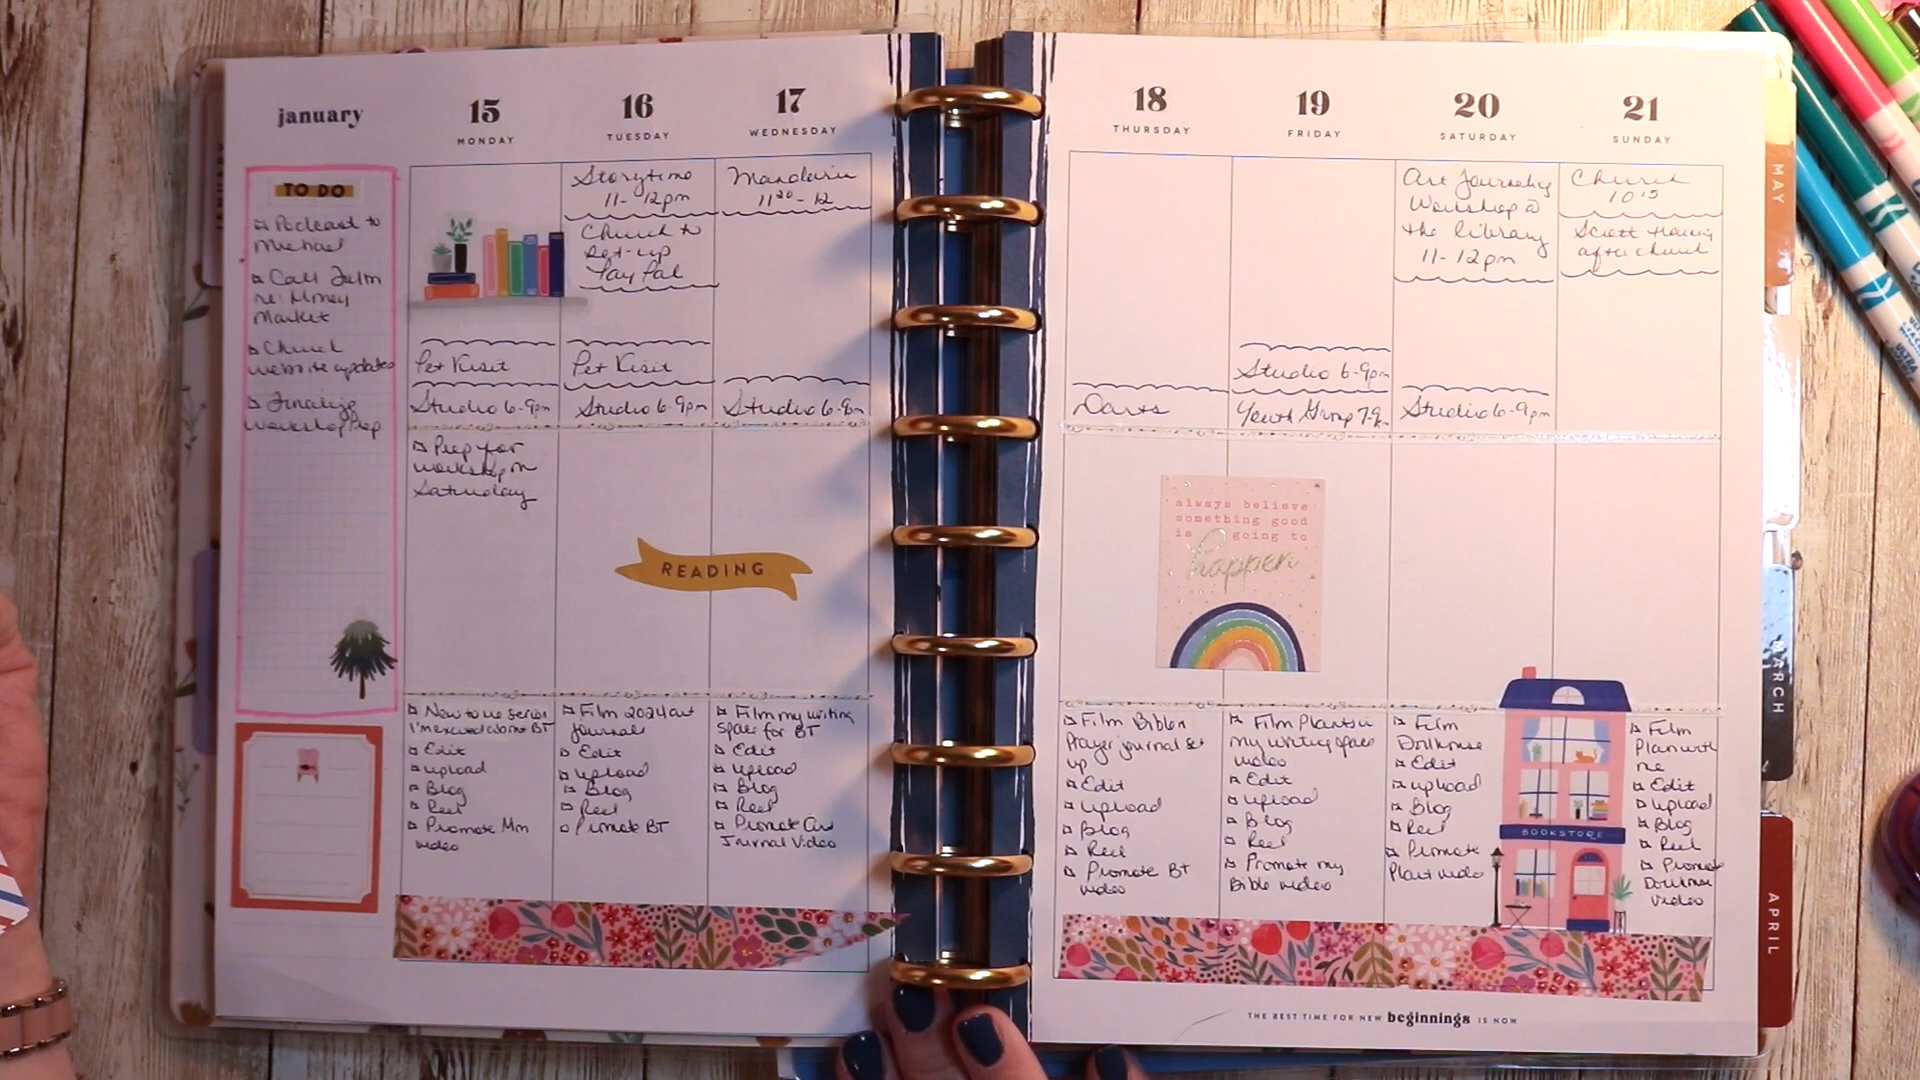 january
15
MONDAY
16
TUESDAY
17
WEDNESDAY
18
THURSDAY
19
FRIDAY
20
SATURDAY
21
SUNDAY
TO DO
Podcast to
Michael
Call
re: Money
Market
Church
website updates
Finalize
Workshop Prep
Pet Visit
Studio 6-9pm
Prep for
workshop on
Saturday
New to me series
I'm excited about BT
Edit
upload
Blog
Reel
Promote Mn
video
Storytime
11- 12pm
Church to
set-up
PayPal
Pet Visit
Studio 6-9pm
READING
Film 2024 art
journal
Edit
upload
Blog
Reel
Promote BT
Mandarin
11:20 - 12
Studio 6-9pm
Film my writing
space for BT
Edit
upload
Blog
Reel
Promote Art
Journal Video
Darts
always believe
something good
is going to
happen
Film Bible &
Prayer journal set
up
Edit
upload
Blog
Reel
Promote BT
video
Studio 6-9pm
Youth Group 7-9
Film Plants in
my writing space
video
Edit
upload
Blog
Reel
Promote my
Bible video
Art Journaling
Workshop @
the library
11- 12pm
Studio 6-9pm
Film
Dollhouse
Edit
upload
Blog
Reel
Promote
Plant video
BOOKSTORE
Church
10:15
Scott
after church
Film
Plan with
me
Edit
upload
Blog
Reel
Promote
Dollhouse
Video
THE BEST TIME FOR NEW beginnings IS NOW
JANUARY
MAY
MARCH
APRIL